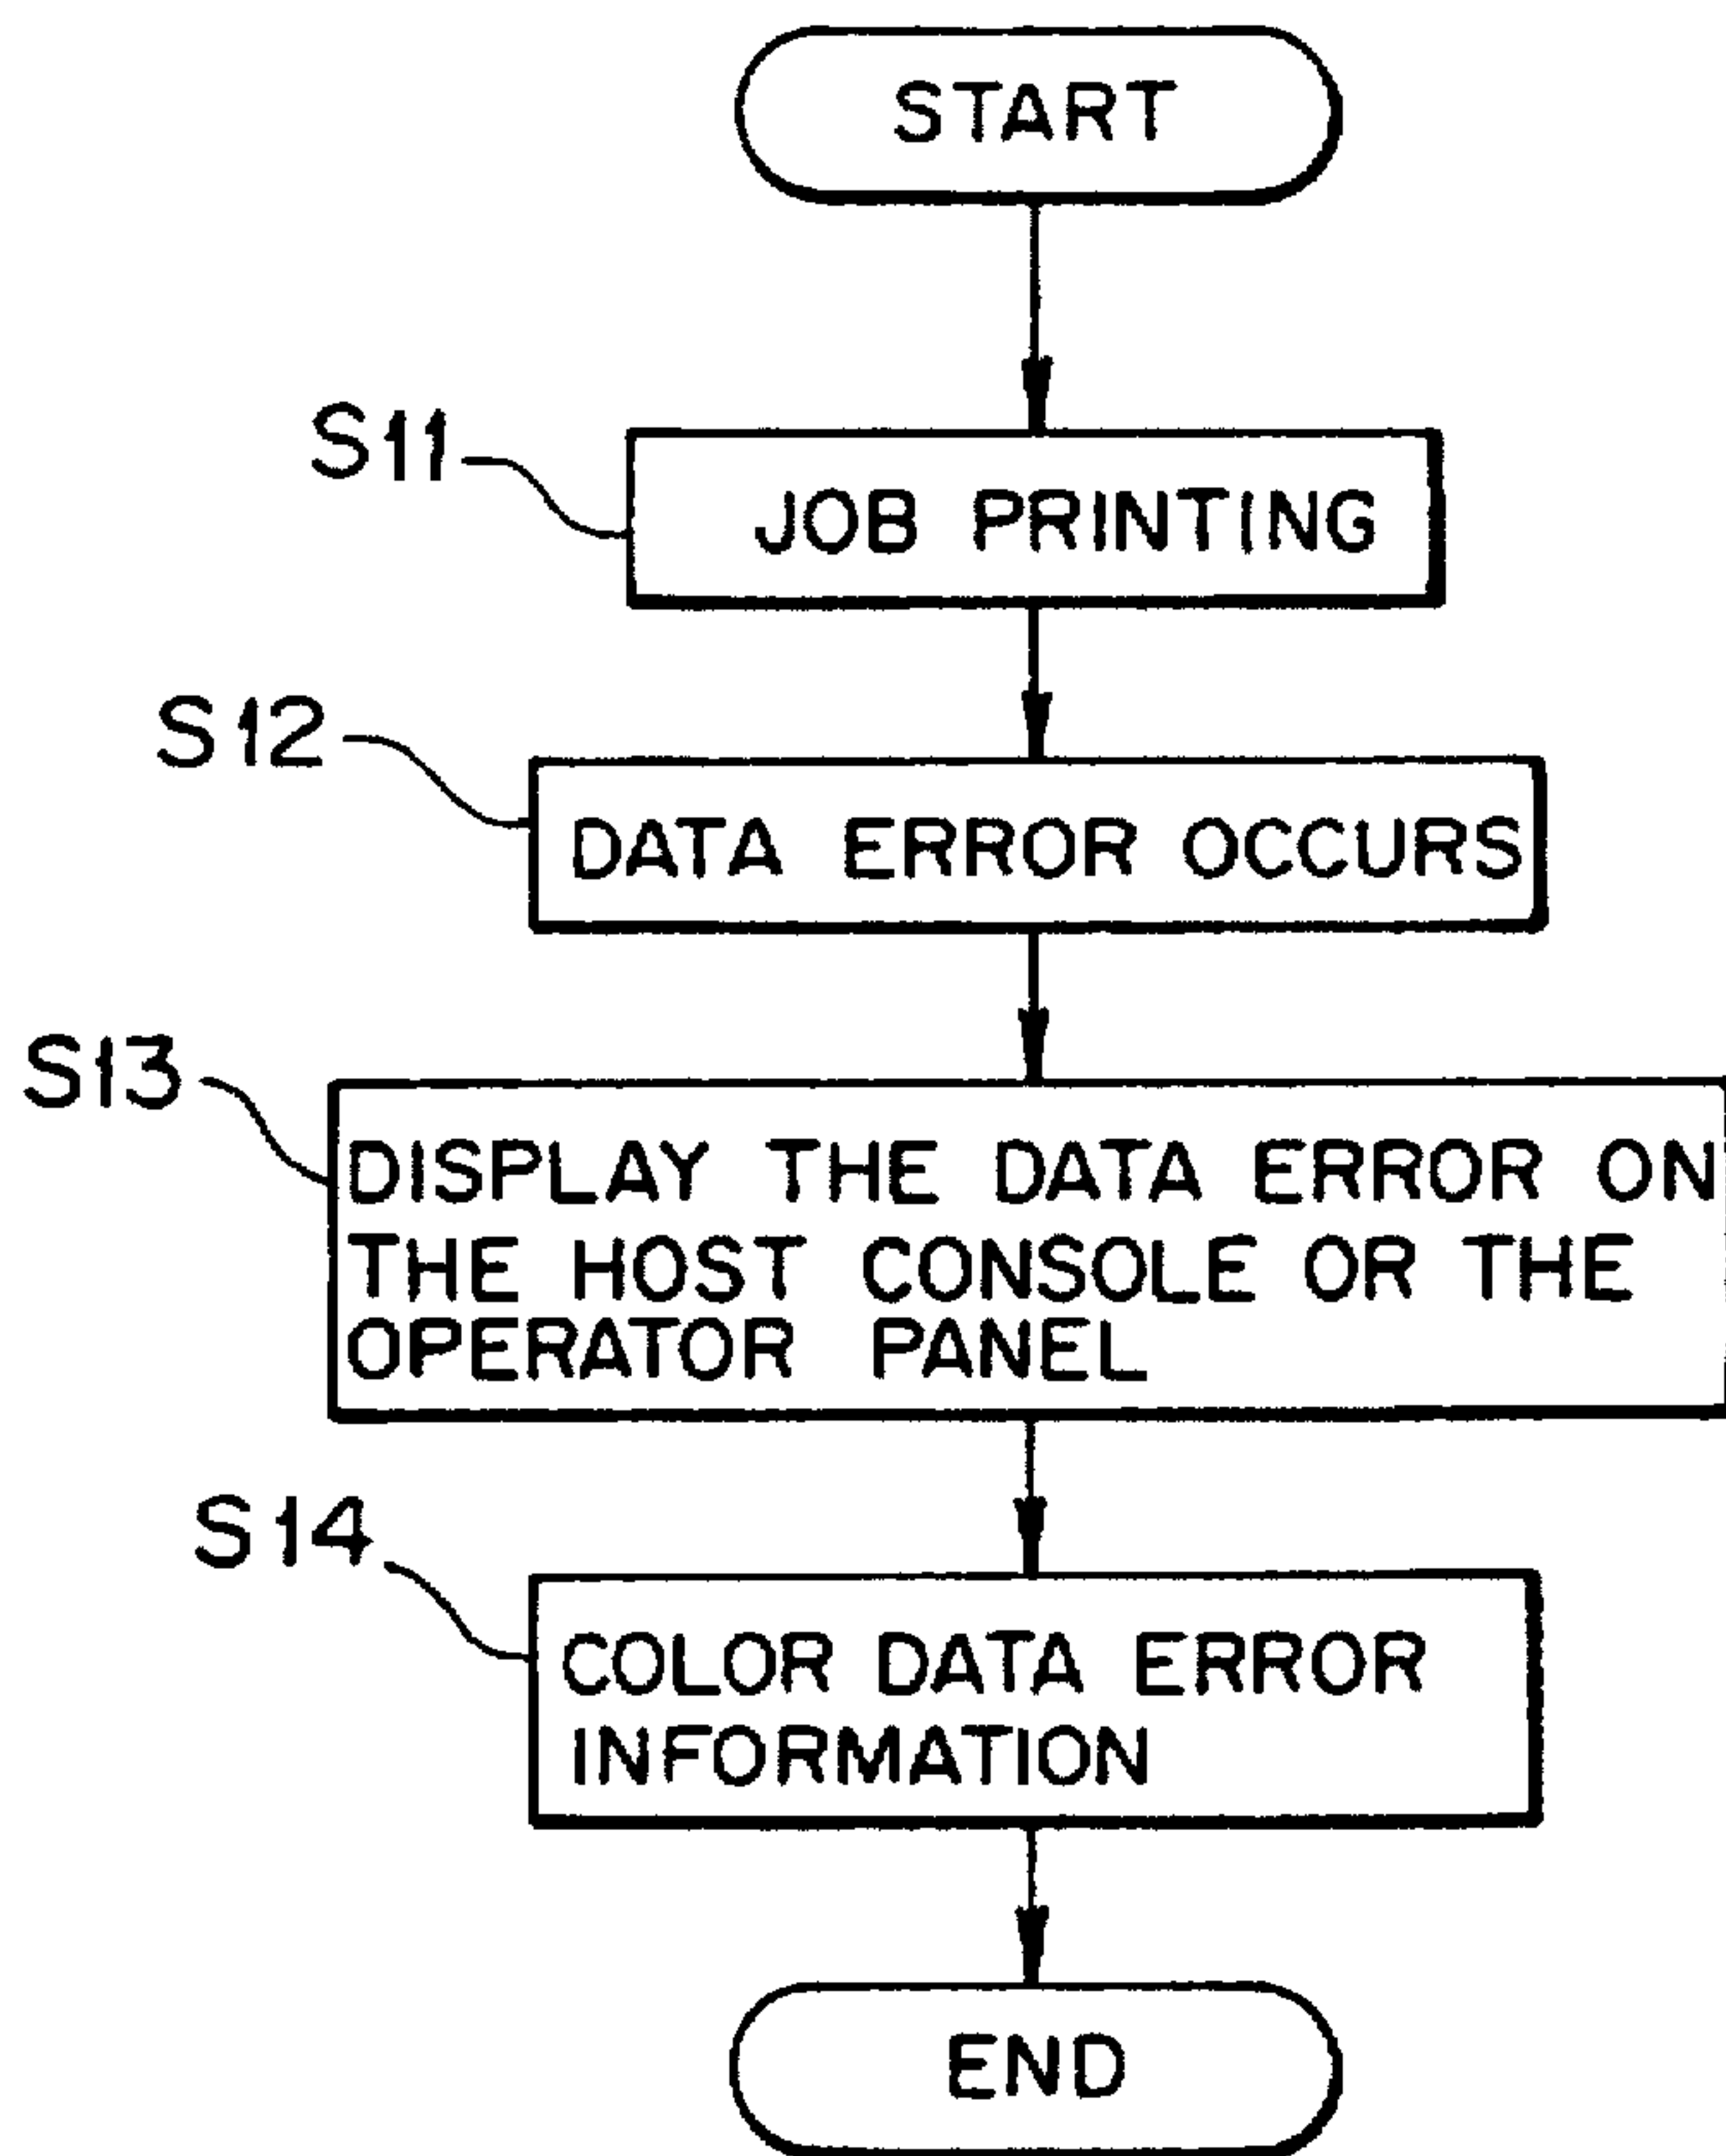 START
S11
JOB PRINTING
S12
DATA ERROR OCCURS
S13
DISPLAY THE DATA ERROR ON
THE HOST CONSOLE OR THE
OPERATOR PANEL
S14
COLOR DATA ERROR
INFORMATION
END